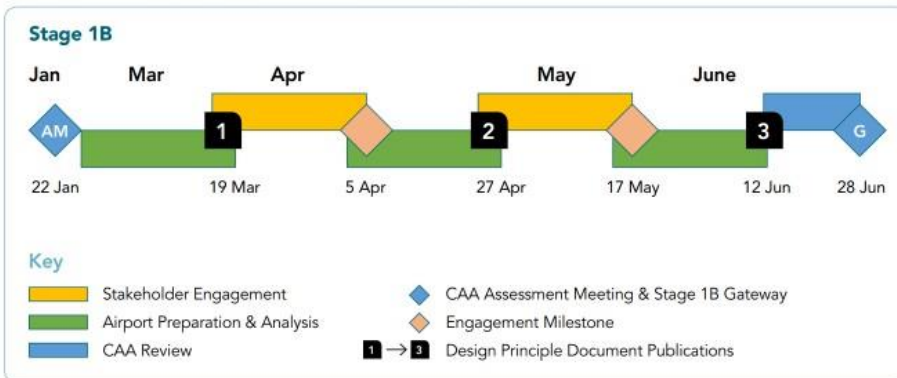 Stage 1B
Jan Mar Apr May June
AM 1 2 3 G
22 Jan 19 Mar 5 Apr 27 Apr 17 May 12 Jun 28 Jun
Key
Stakeholder Engagement
CAA Assessment Meeting & Stage 1B Gateway
Airport Preparation & Analysis
Engagement Milestone
CAA Review
1 → 3 Design Principle Document Publications